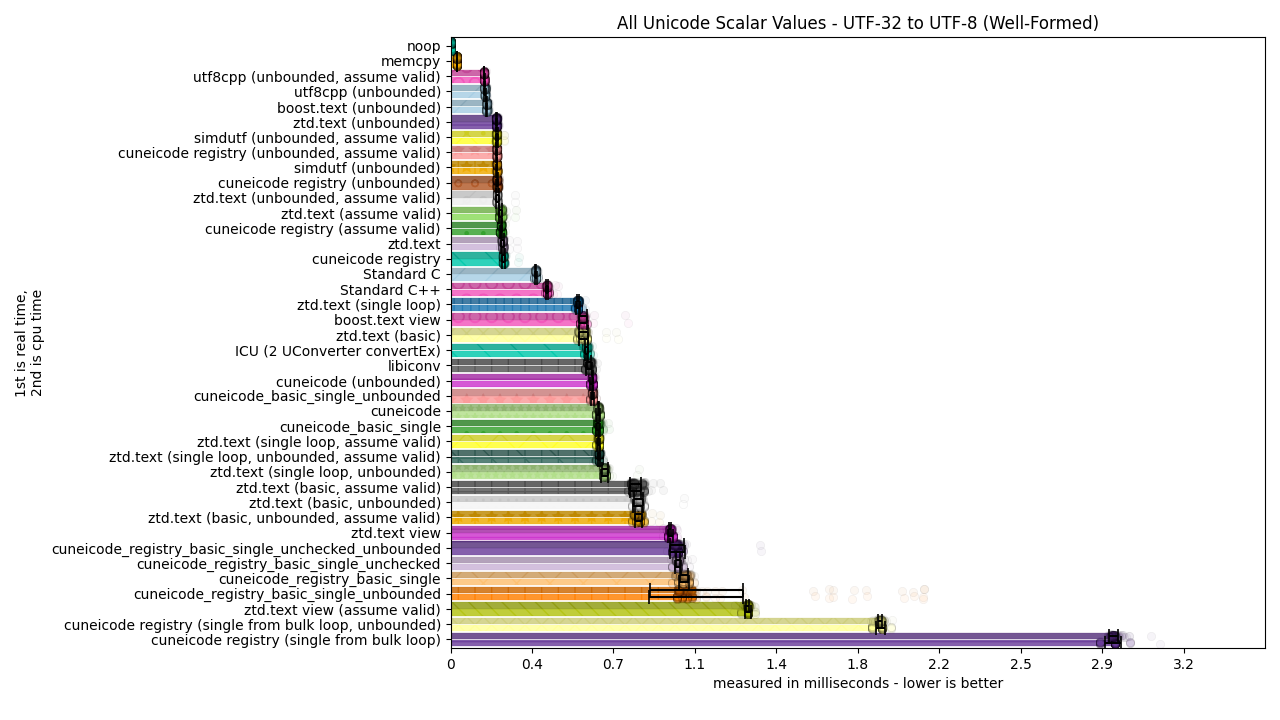 All Unicode Scalar Values - UTF-32 to UTF-8 (Well-Formed)
1st is real time,
2nd is cpu time
noop
memcpy
utf8cpp (unbounded, assume valid)
utf8cpp (unbounded)
boost.text (unbounded)
ztd.text (unbounded)
simdutf (unbounded, assume valid)
cuneicode registry (unbounded, assume valid)
simdutf (unbounded)
cuneicode registry (unbounded)
ztd.text (unbounded, assume valid)
ztd.text (assume valid)
cuneicode registry (assume valid)
ztd.text
cuneicode registry
Standard C
Standard C++
ztd.text (single loop)
boost.text view
ztd.text (basic)
ICU (2 UConverter convertEx)
libiconv
cuneicode (unbounded)
cuneicode_basic_single_unbounded
cuneicode
cuneicode_basic_single
ztd.text (single loop, assume valid)
ztd.text (single loop, unbounded, assume valid)
ztd.text (single loop, unbounded)
ztd.text (basic, assume valid)
ztd.text (basic, unbounded)
ztd.text (basic, unbounded, assume valid)
ztd.text view
cuneicode_registry_basic_single_unchecked_unbounded
cuneicode_registry_basic_single_unchecked
cuneicode_registry_basic_single
cuneicode_registry_basic_single_unbounded
ztd.text view (assume valid)
cuneicode registry (single from bulk loop, unbounded)
cuneicode registry (single from bulk loop)
0 0.4 0.7 1.1 1.4 1.8 2.2 2.5 2.9 3.2
measured in milliseconds - lower is better